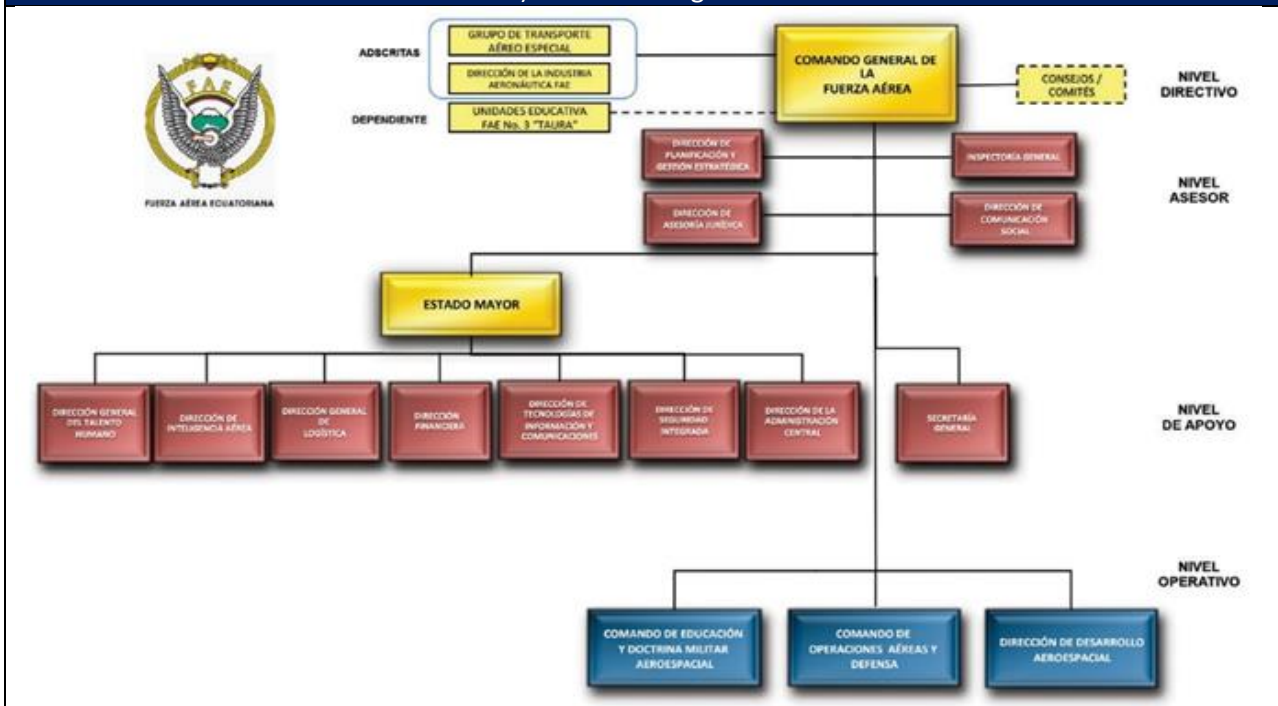 ADSCRITAS
GRUPO DE TRANSPORTE
AÉREO ESPECIAL
DIRECCIÓN DE LA INDUSTRIA
AERONÁUTICA FAE
DEPENDIENTE
UNIDADES EDUCATIVA
FAE No. 3 "TAURA"
COMANDO GENERAL DE
LA
FUERZA AÉREA
CONSEJOS /
COMITÉS
NIVEL
DIRECTIVO
FAE
FUERZA AÉREA ECUATORIANA
DIRECCIÓN DE
PLANIFICACIÓN Y
GESTIÓN ESTRATÉGICA
INSPECTORÍA GENERAL
NIVEL
ASESOR
DIRECCIÓN DE
ASESORÍA JURÍDICA
DIRECCIÓN DE
COMUNICACIÓN
SOCIAL
ESTADO MAYOR
DIRECCIÓN GENERAL
DEL TALENTO
HUMANO
DIRECCIÓN DE
INTELIGENCIA AÉREA
DIRECCIÓN GENERAL
DE
LOGÍSTICA
DIRECCIÓN
FINANCIERA
DIRECCIÓN DE
TECNOLOGÍAS DE
INFORMACIÓN Y
COMUNICACIONES
DIRECCIÓN DE
SEGURIDAD
INTEGRADA
DIRECCIÓN DE LA
ADMINISTRACIÓN
CENTRAL
SECRETARÍA
GENERAL
NIVEL
DE APOYO
NIVEL
OPERATIVO
COMANDO DE EDUCACIÓN
Y DOCTRINA MILITAR
AEROESPACIAL
COMANDO DE
OPERACIONES AÉREAS Y
DEFENSA
DIRECCIÓN DE DESARROLLO
AEROESPACIAL